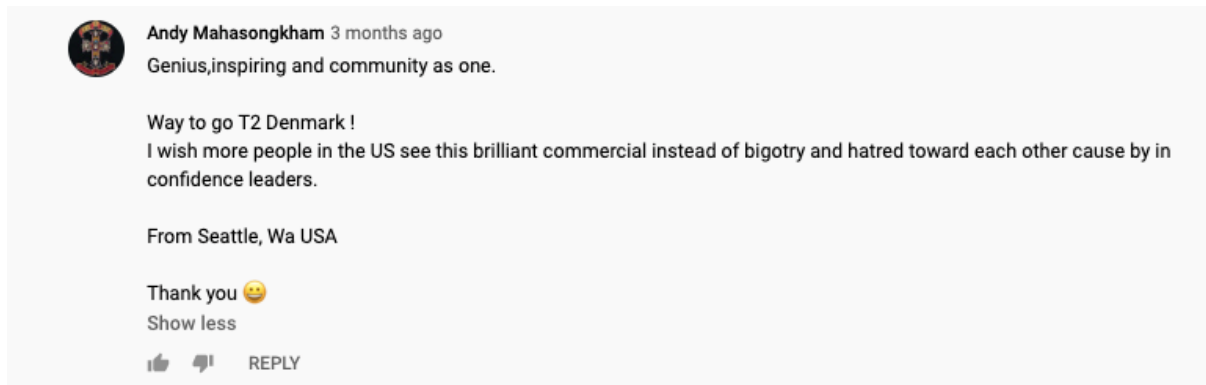 Andy Mahasongkham 3 months ago
Genius,inspiring and community as one.
Way to go T2 Denmark !
I wish more people in the US see this brilliant commercial instead of bigotry and hatred toward each other cause by in
confidence leaders.
From Seattle, Wa USA
Thank you 😀
Show less
REPLY